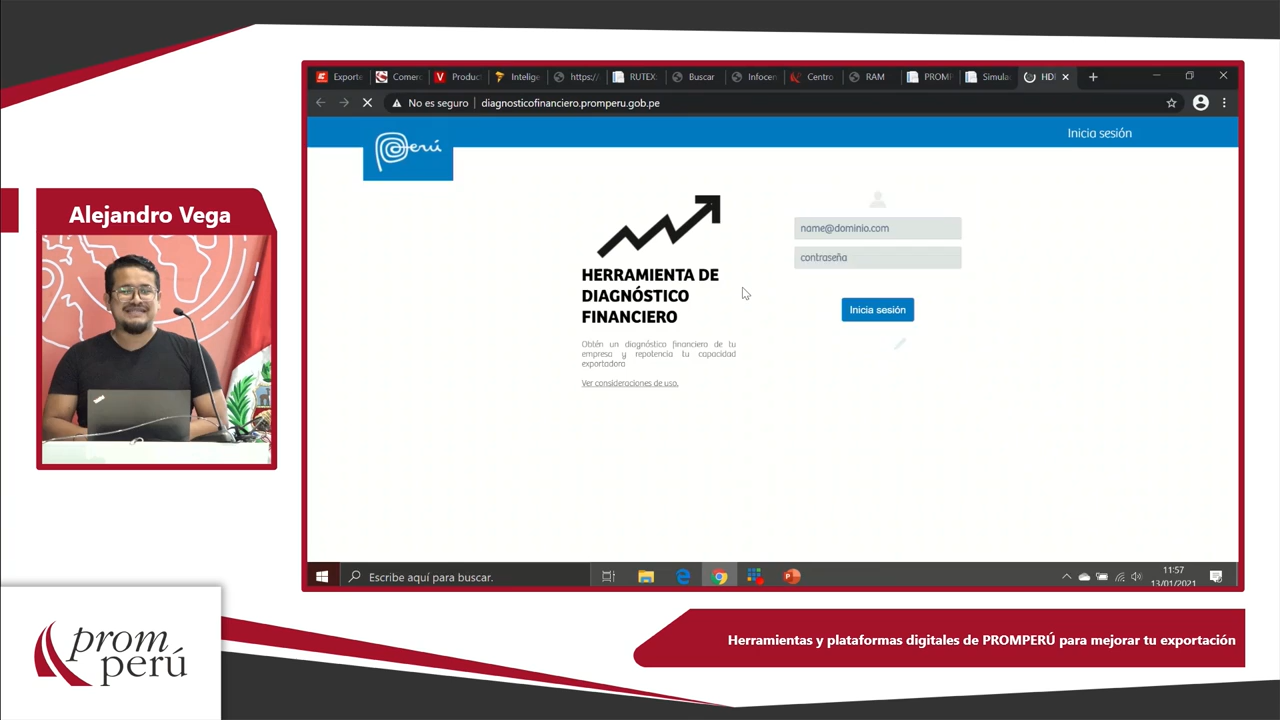 Exporte
Comerc
Product
Intelige
https:/
RUTEX
Buscar
Infocen
Centro
RAM
PROMP
Simula
HDF
No es seguro
diagnosticofinanciero.promperu.gob.pe
Perú
Inicia sesión
Alejandro Vega
HERRAMIENTA DE
DIAGNÓSTICO
FINANCIERO
Obtén un diagnóstico financiero de tu
empresa y repotencia tu capacidad
exportadora
Ver consideraciones de uso.
name@dominio.com
contraseña
Inicia sesión
Escribe aquí para buscar.
11:57
13/01/2021
prom
perú
Herramientas y plataformas digitales de PROMPERÚ para mejorar tu exportación